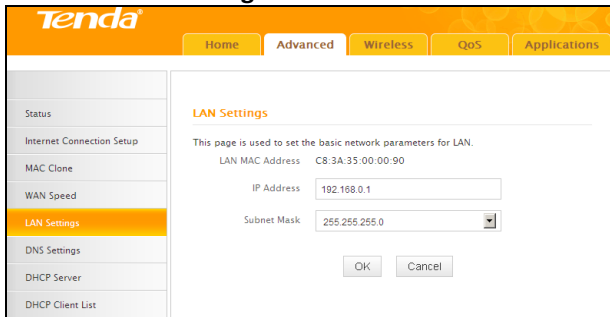 Tenda®
Home Advanced Wireless QoS Applications
Status
Internet Connection Setup
MAC Clone
WAN Speed
LAN Settings
DNS Settings
DHCP Server
DHCP Client List
LAN Settings
This page is used to set the basic network parameters for LAN.
LAN MAC Address C8:3A:35:00:00:90
IP Address 192.168.0.1
Subnet Mask 255.255.255.0
OK Cancel